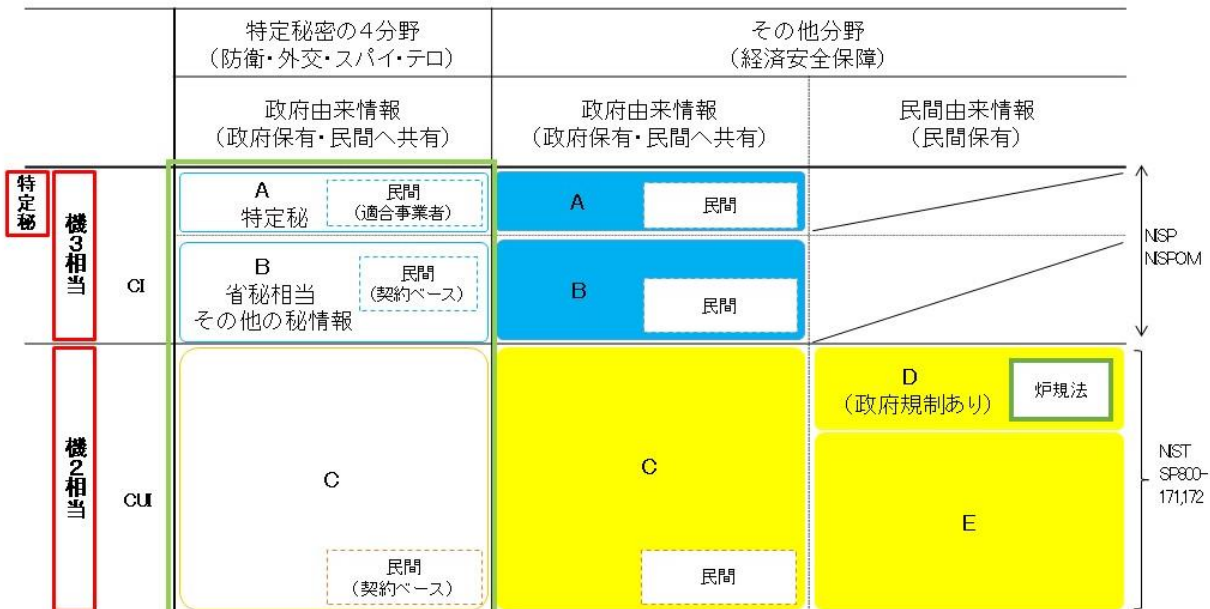 特定秘密の4分野
(防衛・外交・スパイ・テロ)
その他分野
(経済安全保障)
政府由来情報
(政府保有・民間へ共有)
政府由来情報
(政府保有・民間へ共有)
民間由来情報
(民間保有)
特定秘
機3相当
CI
A
特定秘
民間
(適合事業者)
A
民間
B
省秘相当
その他の秘情報
民間
(契約ベース)
B
民間
NISP
NISPOM
機2相当
CUI
C
民間
(契約ベース)
C
民間
D
(政府規制あり)
炉規法
E
NIST
SP800-
171,172